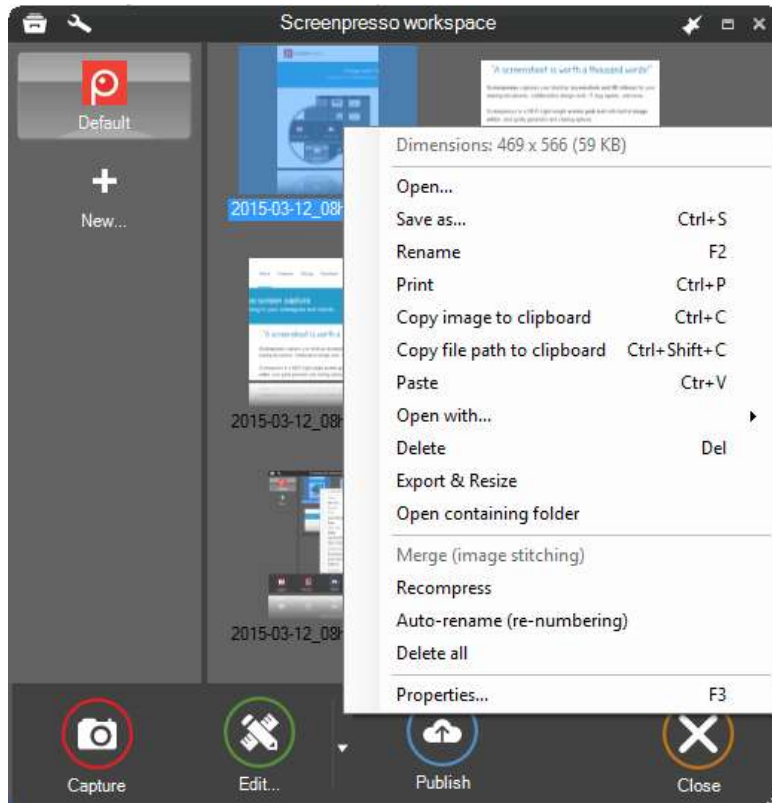 Screenpresso workspace
Default
New...
"A screenshot is worth a thousand words!"
2015-03-12_08h
2015-03-12_08h
2015-03-12_08h
Dimensions: 469 x 566 (59 KB)
Open...
Save as... Ctrl+S
Rename F2
Print Ctrl+P
Copy image to clipboard Ctrl+C
Copy file path to clipboard Ctrl+Shift+C
Paste Ctr+V
Open with...
Delete Del
Export & Resize
Open containing folder
Merge (image stitching)
Recompress
Auto-rename (re-numbering)
Delete all
Properties... F3
Capture
Edit...
Publish
Close